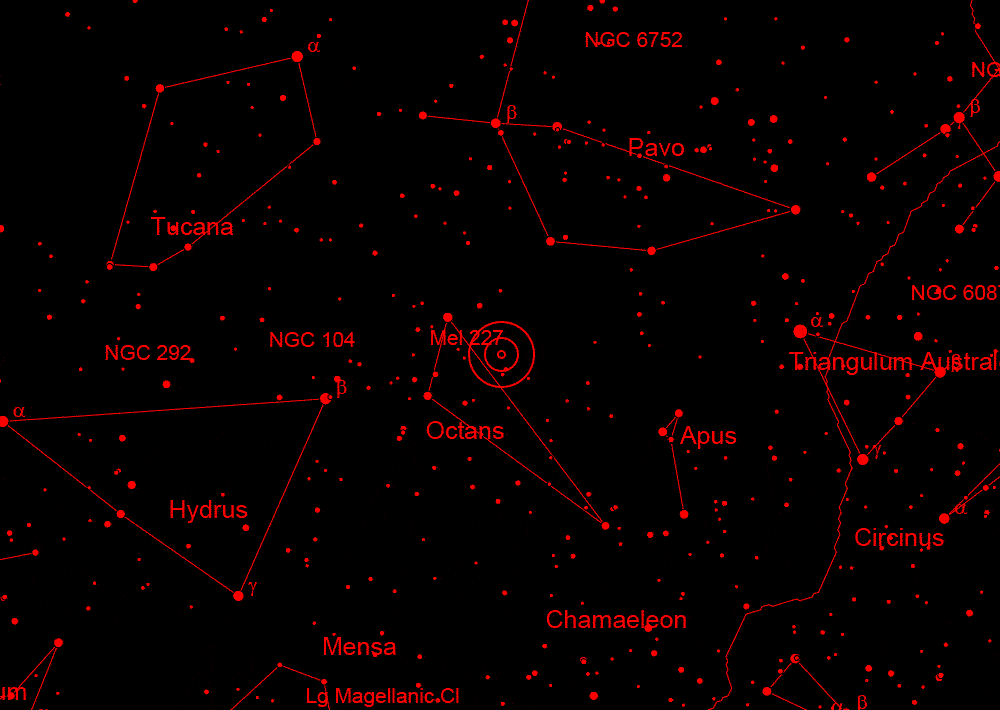 NGC 6752
α
NG
β
β
Pavo
Tucana
NGC 6087
α
Mel 227
NGC 104
NGC 292
Triangulum Austral
β
β
α
Octans
Apus
γ
Hydrus
α
Circinus
γ
Chamaeleon
Mensa
um
Lg Magellanic Cl
α
β